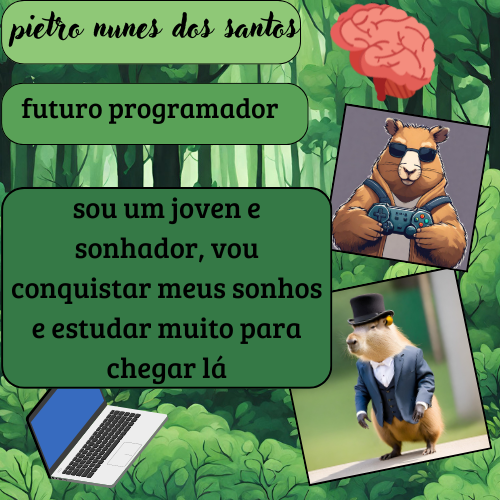 pietro nunes dos santos
futuro programador
sou um joven e
sonhador, vou
conquistar meus sonhos
e estudar muito para
chegar lá